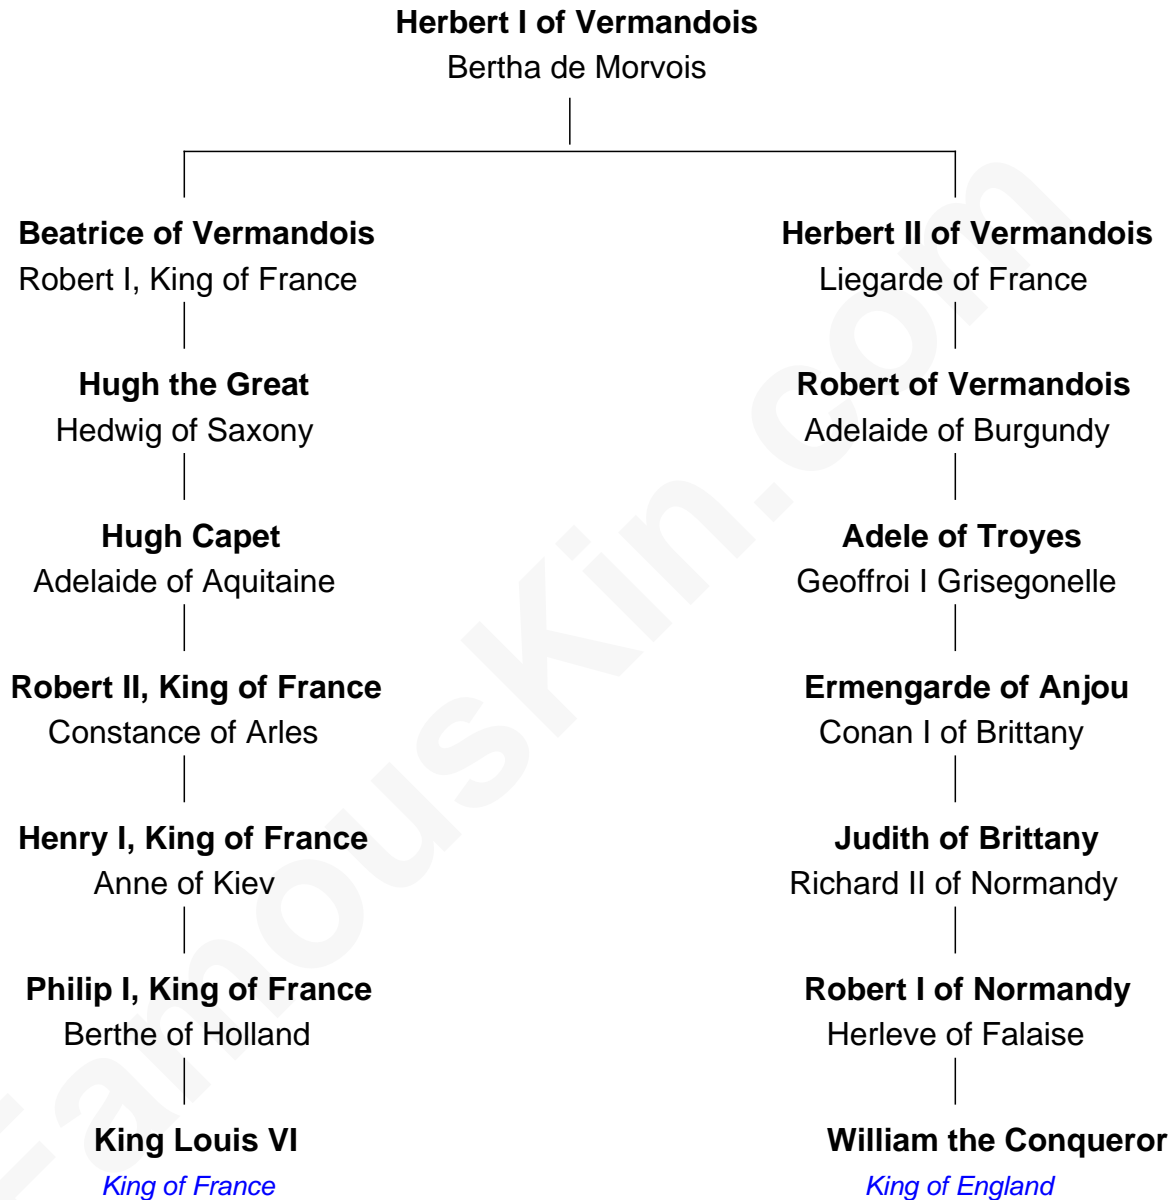 Herbert I of Vermandois
Bertha de Morvois
Beatrice of Vermandois
Robert I, King of France
Herbert II of Vermandois
Liegarde of France
Hugh the Great
Hedwig of Saxony
Robert of Vermandois
Adelaide of Burgundy
Hugh Capet
Adelaide of Aquitaine
Adele of Troyes
Geoffroi I Grisegonelle
Robert II, King of France
Constance of Arles
Ermengarde of Anjou
Conan I of Brittany
Henry I, King of France
Anne of Kiev
Judith of Brittany
Richard II of Normandy
Philip I, King of France
Berthe of Holland
Robert I of Normandy
Herleve of Falaise
King Louis VI
King of France
William the Conqueror
King of England
FamousKin.com